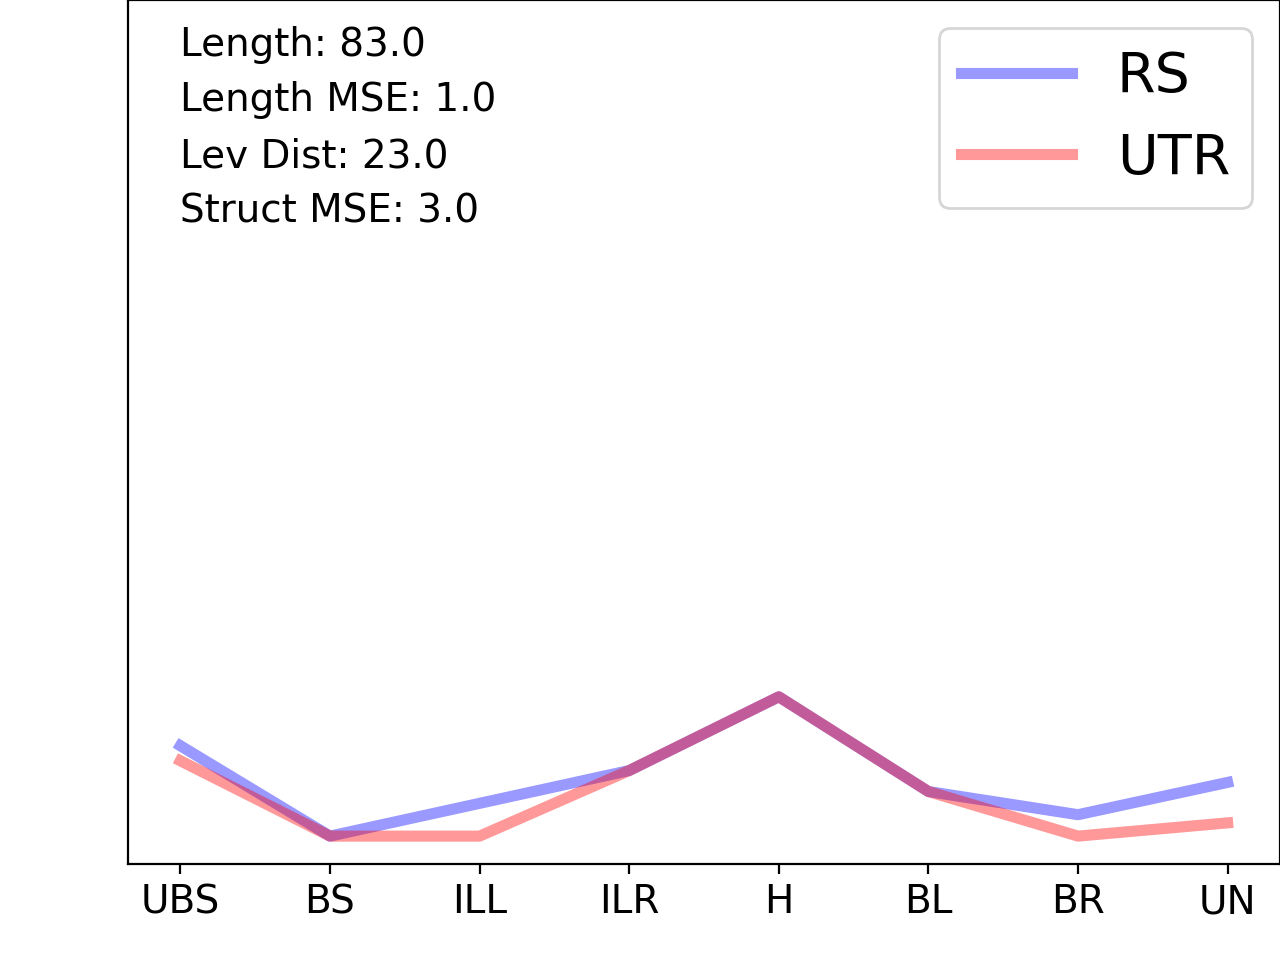 Length: 83.0
Length MSE: 1.0
Lev Dist: 23.0
Struct MSE: 3.0
RS
UTR
UBS BS ILL ILR H BL BR UN